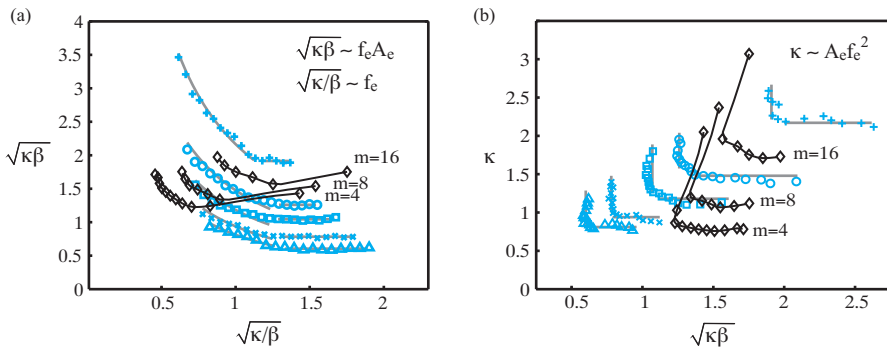 (a)
4
3.5
3
2.5
2
1.5
1
0.5
0
√κβ
√κβ ~ fₑAₑ
√κ/β ~ fₑ
m=16
m=8
m=4
0.5 1 1.5 2
√κ/β
(b)
3
2.5
2
1.5
1
0.5
0
κ
κ ~ Aₑfₑ²
m=16
m=8
m=4
0.5 1 1.5 2 2.5
√κβ